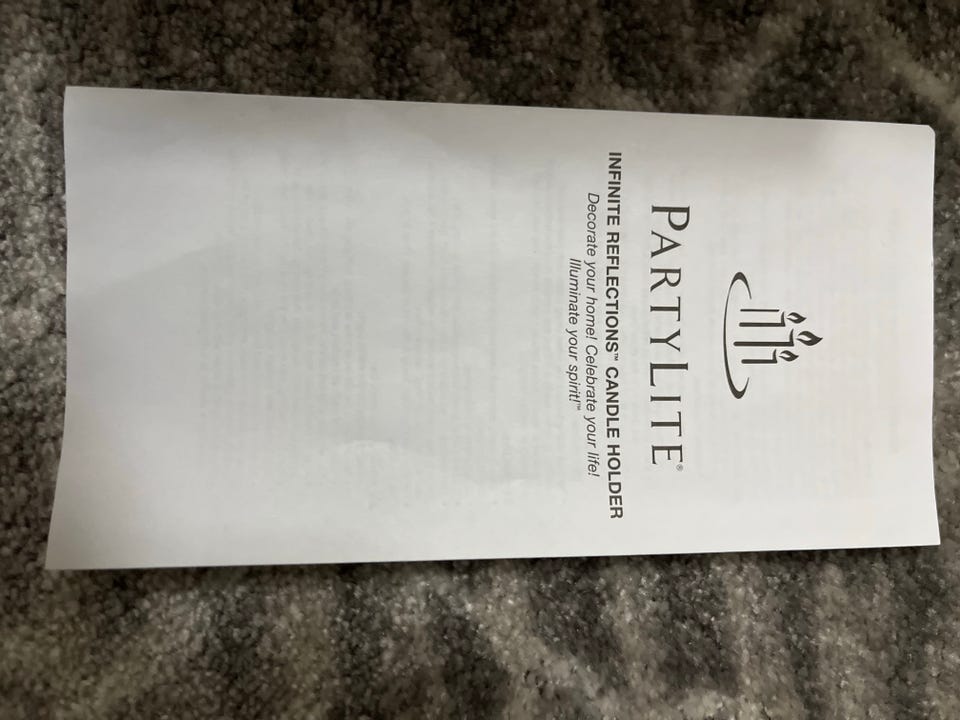 PARTYLITE®
INFINITE REFLECTIONS™ CANDLE HOLDER
Decorate your home! Celebrate your life!
Illuminate your spirit!™